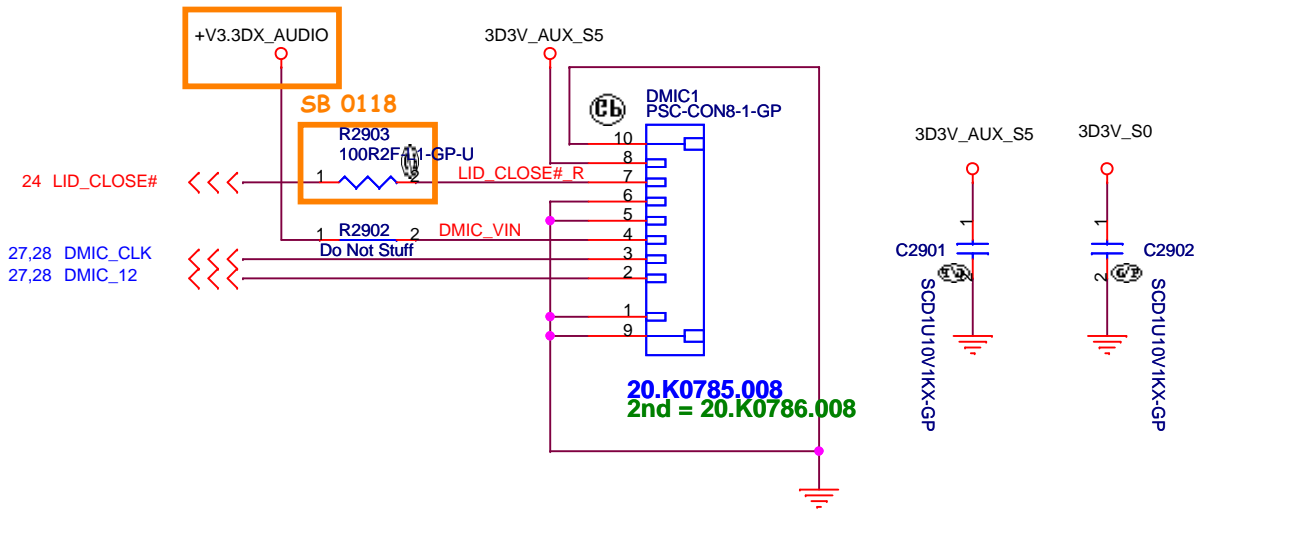 +V3.3DX_AUDIO
3D3V_AUX_S5
SB 0118
DMIC1
PSC-CON8-1-GP
R2903
100R2F-L1-GP-U
24 LID_CLOSE#
1
2
LID_CLOSE#_R
1
R2902
2
DMIC_VIN
Do Not Stuff
27,28 DMIC_CLK
27,28 DMIC_12
10
8
7
6
5
4
3
2
1
9
20.K0785.008
2nd = 20.K0786.008
3D3V_AUX_S5
1
C2901
2
SCD1U10V1KX-GP
3D3V_S0
1
C2902
2
SCD1U10V1KX-GP